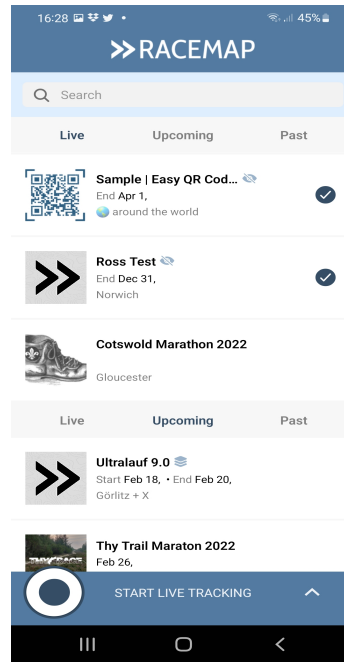 16:28 45%
RACEMAP
Search
Live Upcoming Past
Sample | Easy QR Cod...
End Apr 1,
around the world
Ross Test
End Dec 31,
Norwich
Cotswold Marathon 2022
Gloucester
Live Upcoming Past
Ultralauf 9.0
Start Feb 18, • End Feb 20,
Görlitz + X
Thy Trail Maraton 2022
Feb 26,
START LIVE TRACKING